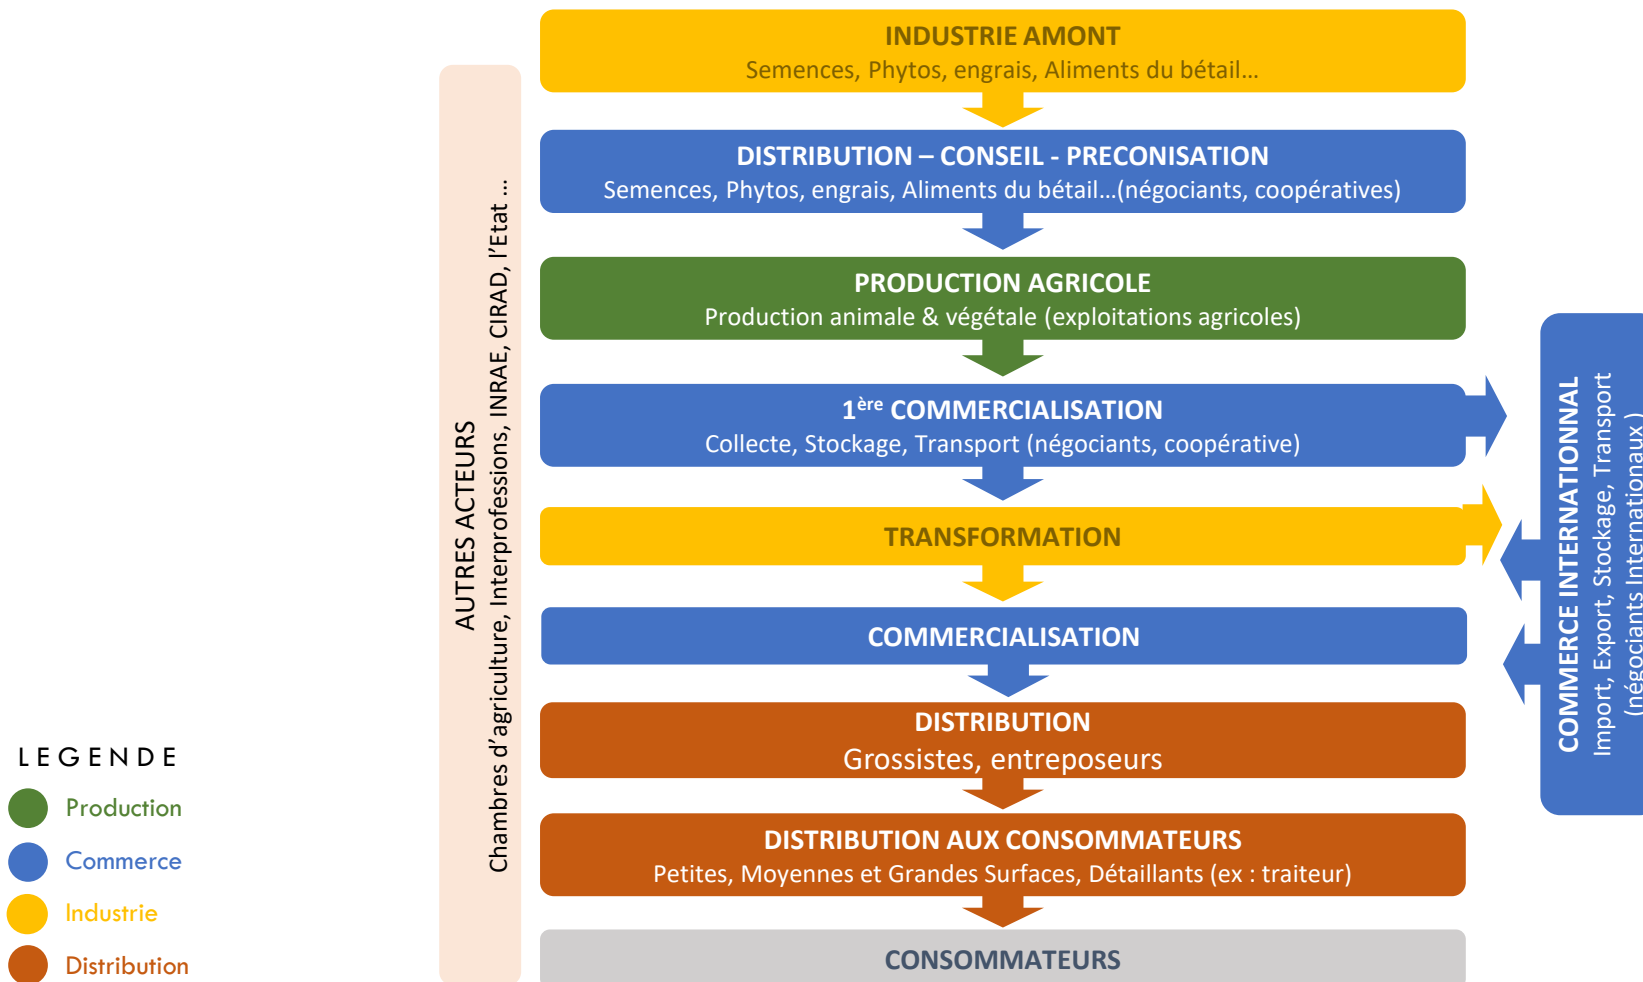 INDUSTRIE AMONT
Semences, Phytos, engrais, Aliments du bétail…
DISTRIBUTION – CONSEIL - PRECONISATION
Semences, Phytos, engrais, Aliments du bétail…(négociants, coopératives)
PRODUCTION AGRICOLE
Production animale & végétale (exploitations agricoles)
1ère COMMERCIALISATION
Collecte, Stockage, Transport (négociants, coopérative)
TRANSFORMATION
COMMERCIALISATION
DISTRIBUTION
Grossistes, entreposeurs
DISTRIBUTION AUX CONSOMMATEURS
Petites, Moyennes et Grandes Surfaces, Détaillants (ex : traiteur)
CONSOMMATEURS
AUTRES ACTEURS
Chambres d’agriculture, Interprofessions, INRAE, CIRAD, l’Etat …
COMMERCE INTERNATIONNAL
Import, Export, Stockage, Transport
(négociants Internationaux )
LEGENDE
Production
Commerce
Industrie
Distribution